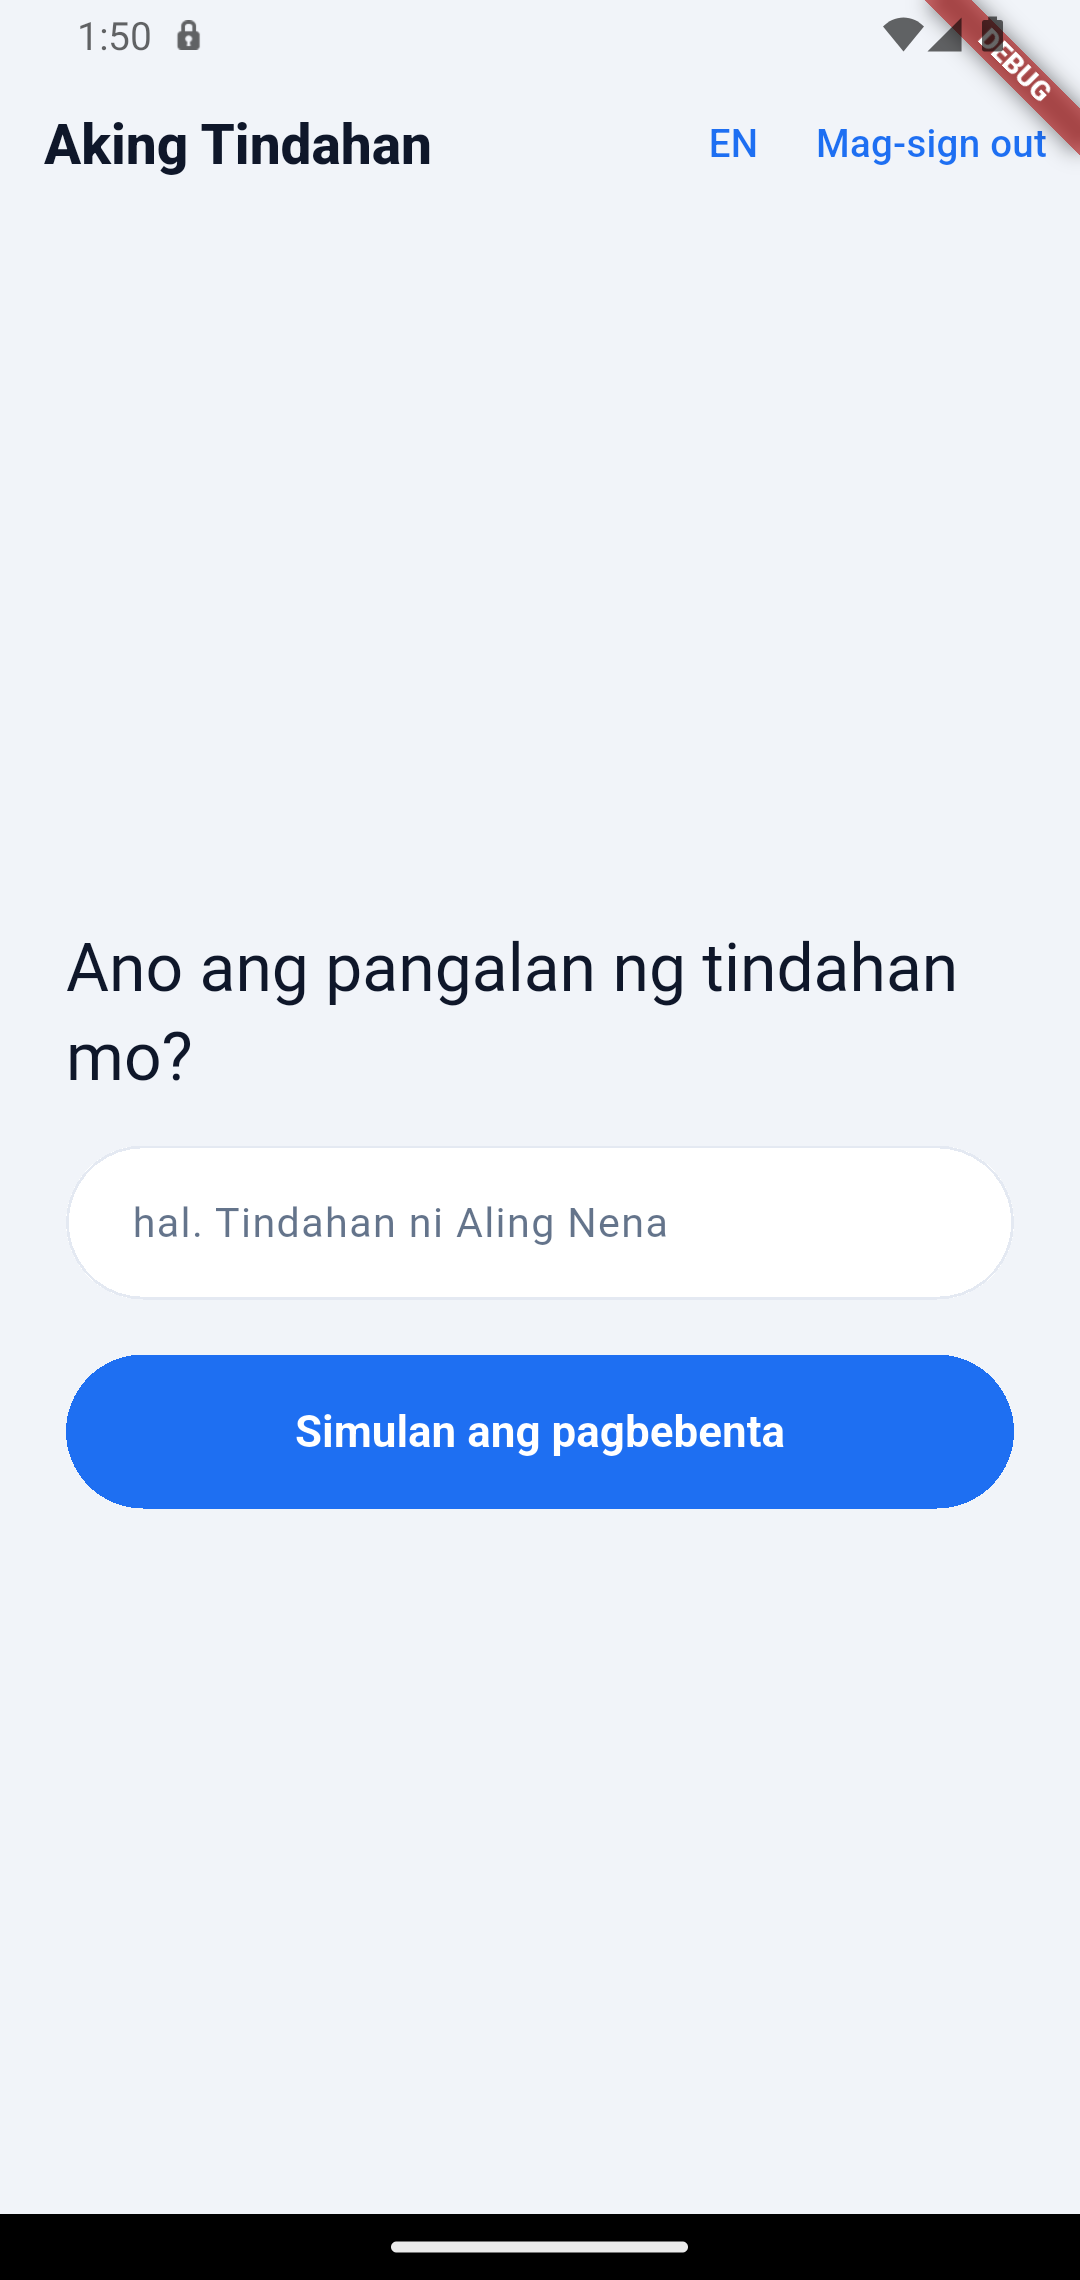 1:50
DEBUG
Aking Tindahan
EN
Mag-sign out
Ano ang pangalan ng tindahan
mo?
hal. Tindahan ni Aling Nena
Simulan ang pagbebenta